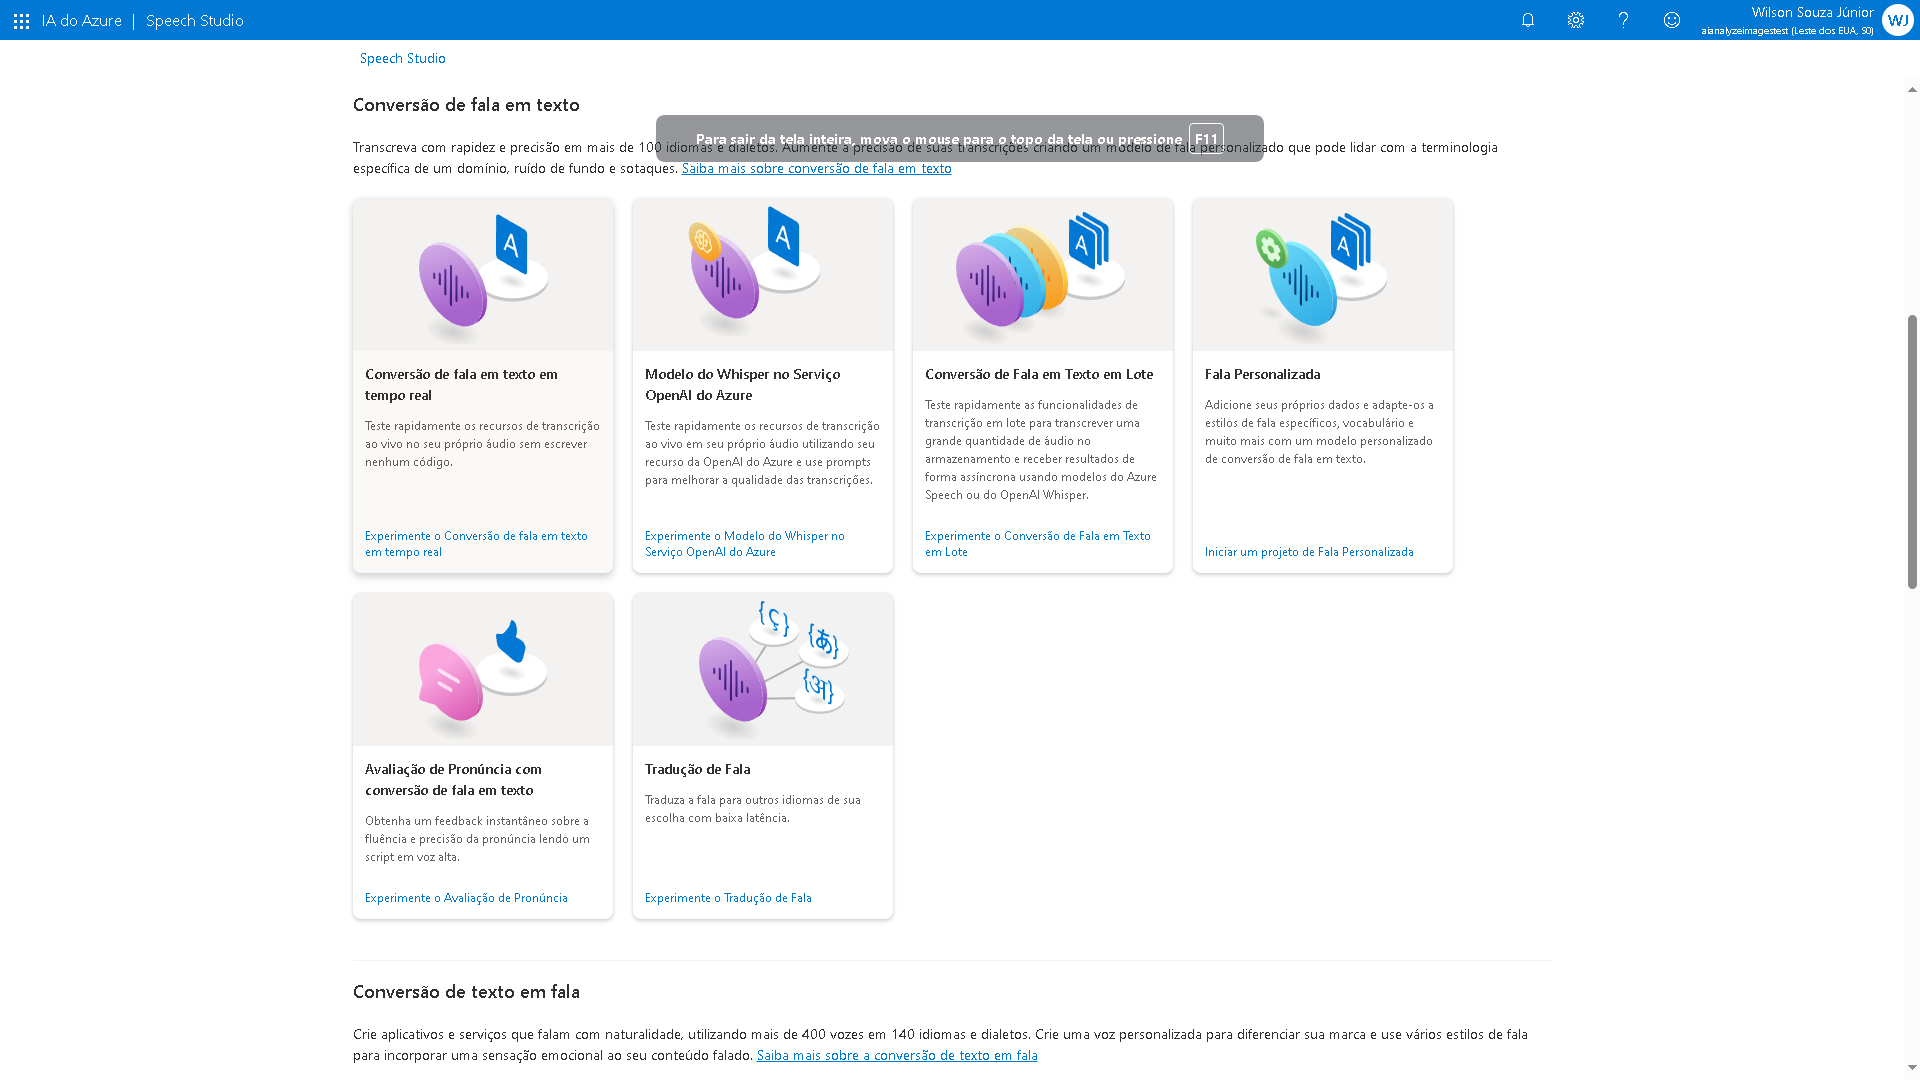 IA do Azure | Speech Studio
Wilson Souza Júnior
aianalyzeimagestest (Leste dos EUA, S0)
WJ
Speech Studio
Conversão de fala em texto
Para sair da tela inteira, mova o mouse para o topo da tela ou pressione F11
Transcreva com rapidez e precisão em mais de 100 idiomas e dialetos. Aumente a precisão de suas transcrições criando um modelo de fala personalizado que pode lidar com a terminologia
específica de um domínio, ruído de fundo e sotaques. Saiba mais sobre conversão de fala em texto
A
A
A
A
Conversão de fala em texto em
tempo real
Teste rapidamente os recursos de transcrição
ao vivo no seu próprio áudio sem escrever
nenhum código.
Experimente o Conversão de fala em texto
em tempo real
Modelo do Whisper no Serviço
OpenAI do Azure
Teste rapidamente os recursos de transcrição
ao vivo em seu próprio áudio utilizando seu
recurso da OpenAI do Azure e use prompts
para melhorar a qualidade das transcrições.
Experimente o Modelo do Whisper no
Serviço OpenAI do Azure
Conversão de Fala em Texto em Lote
Teste rapidamente as funcionalidades de
transcrição em lote para transcrever uma
grande quantidade de áudio no
armazenamento e receber resultados de
forma assíncrona usando modelos do Azure
Speech ou do OpenAI Whisper.
Experimente o Conversão de Fala em Texto
em Lote
Fala Personalizada
Adicione seus próprios dados e adapte-os a
estilos de fala específicos, vocabulário e
muito mais com um modelo personalizado
de conversão de fala em texto.
Iniciar um projeto de Fala Personalizada
{ç}
{あ}
{अ}
Avaliação de Pronúncia com
conversão de fala em texto
Obtenha um feedback instantâneo sobre a
fluência e precisão da pronúncia lendo um
script em voz alta.
Experimente o Avaliação de Pronúncia
Tradução de Fala
Traduza a fala para outros idiomas de sua
escolha com baixa latência.
Experimente o Tradução de Fala
Conversão de texto em fala
Crie aplicativos e serviços que falam com naturalidade, utilizando mais de 400 vozes em 140 idiomas e dialetos. Crie uma voz personalizada para diferenciar sua marca e use vários estilos de fala
para incorporar uma sensação emocional ao seu conteúdo falado. Saiba mais sobre a conversão de texto em fala